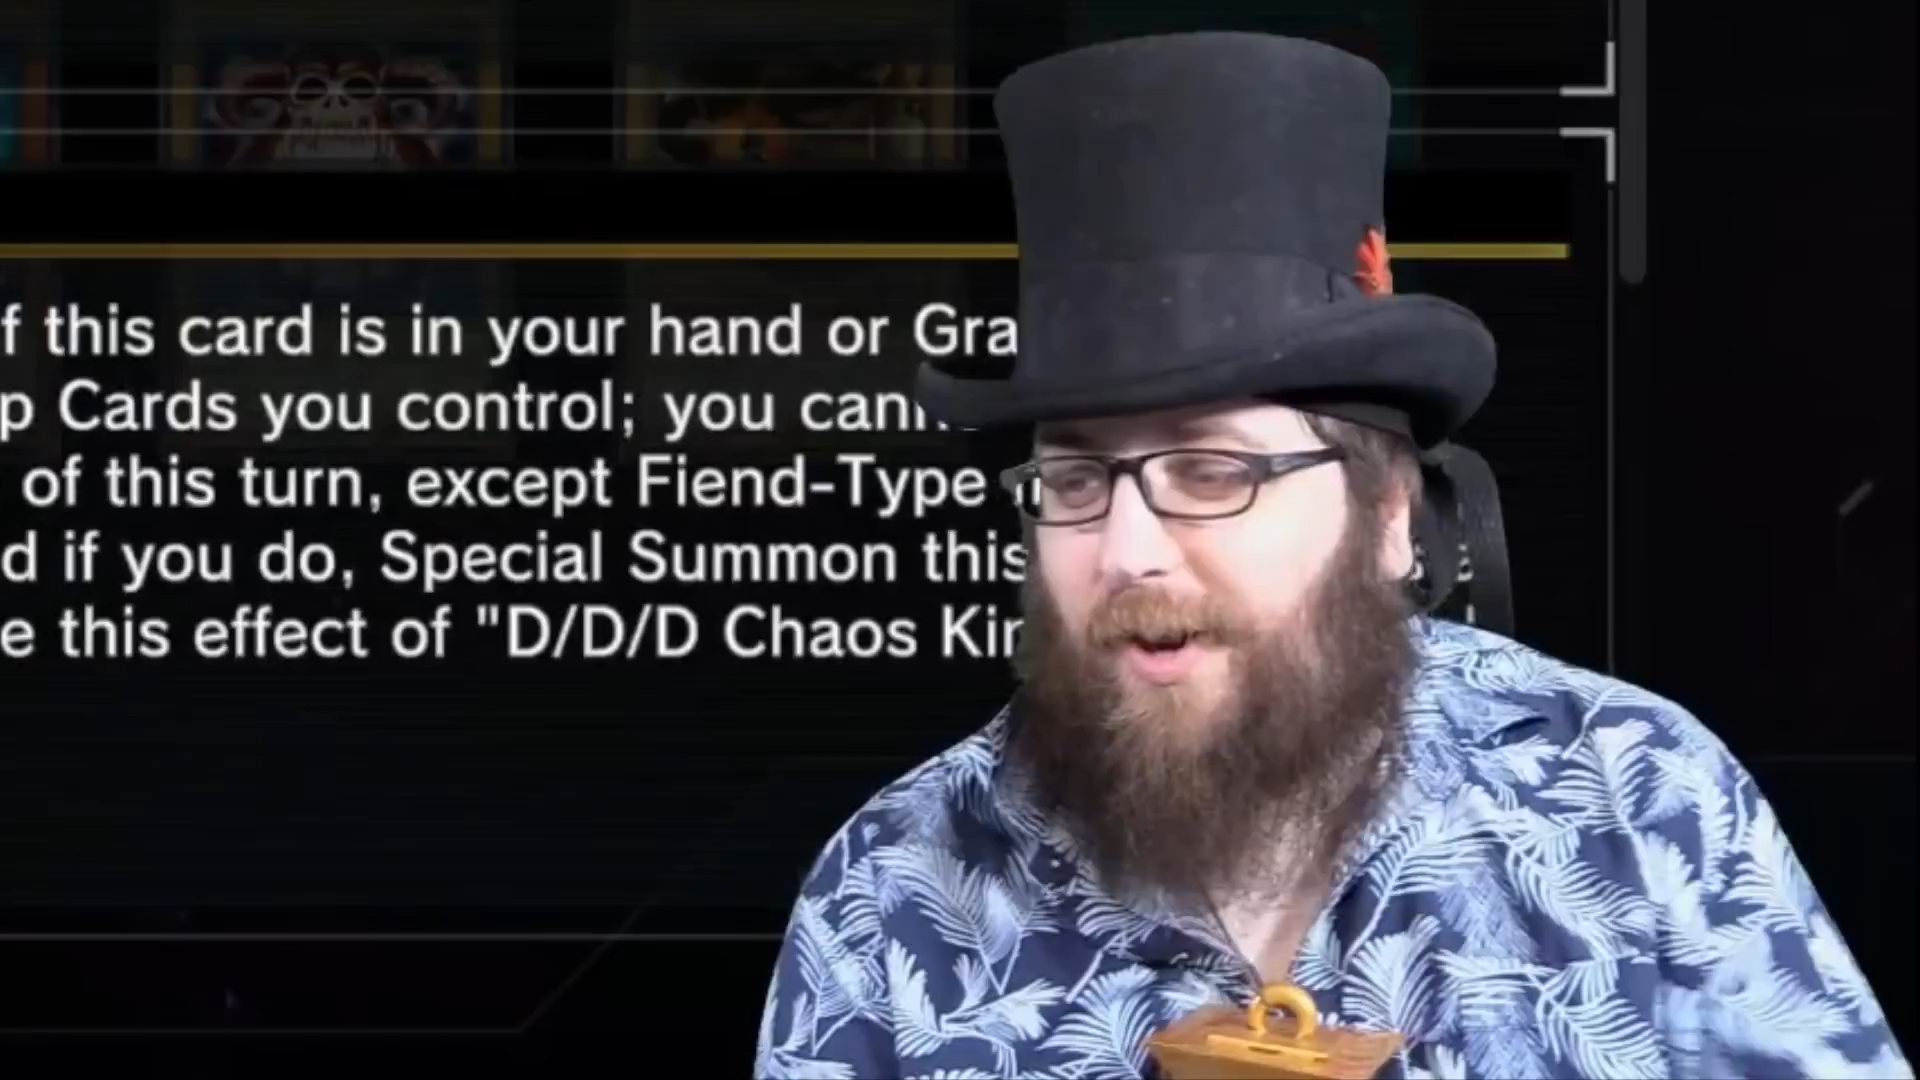 f this card is in your hand or Gra
p Cards you control; you can
of this turn, except Fiend-Type
d if you do, Special Summon this
e this effect of "D/D/D Chaos Kin